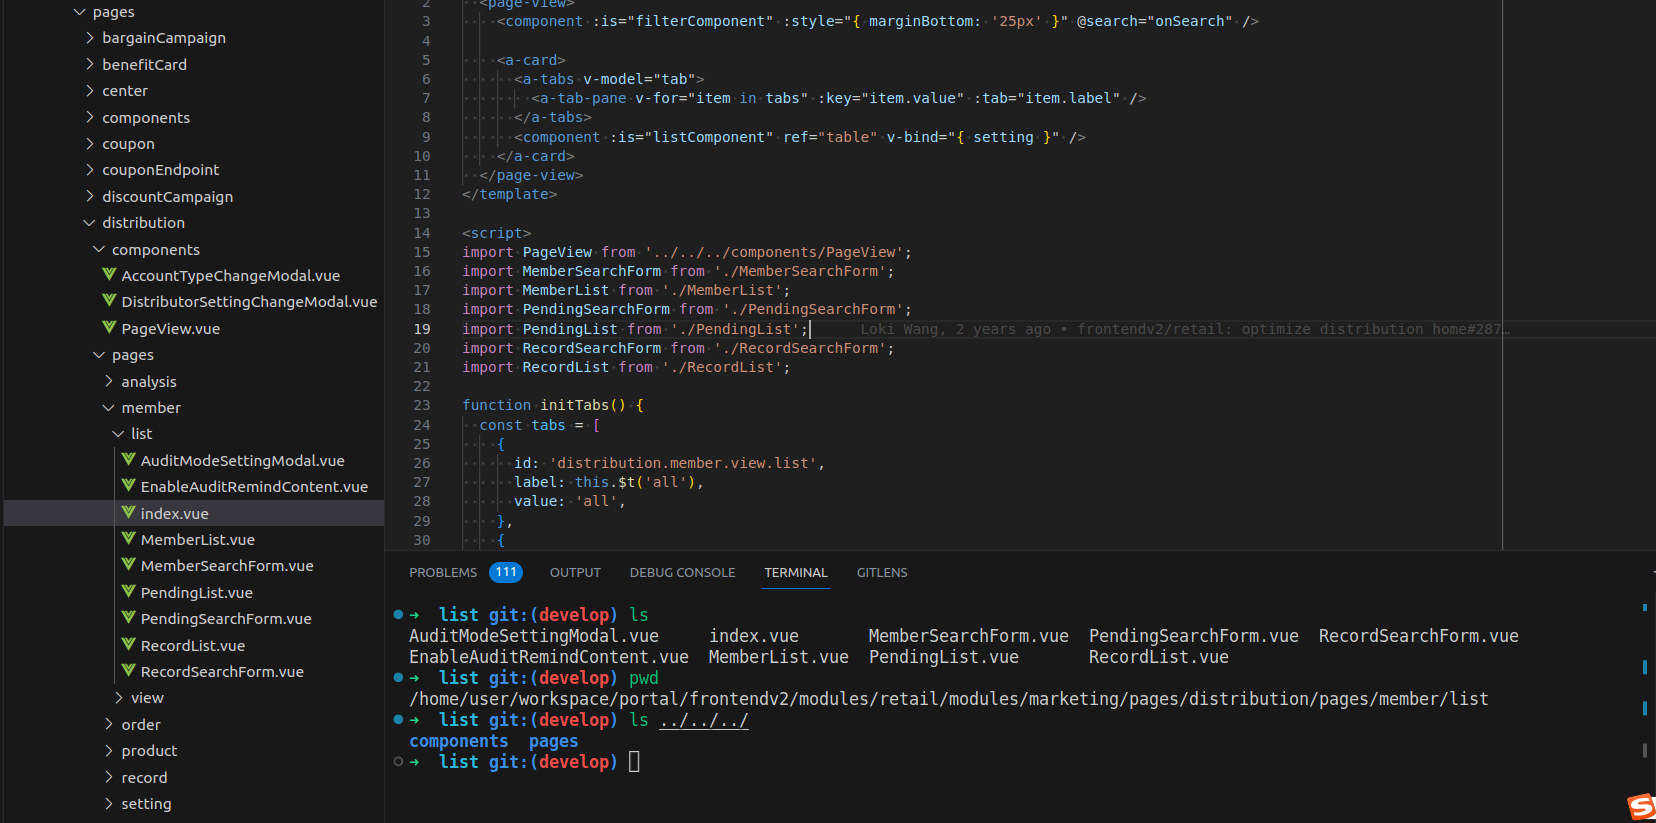 pages
bargainCampaign
benefitCard
center
components
coupon
couponEndpoint
discountCampaign
distribution
components
AccountTypeChangeModal.vue
DistributorSettingChangeModal.vue
PageView.vue
pages
analysis
member
list
AuditModeSettingModal.vue
EnableAuditRemindContent.vue
index.vue
MemberList.vue
MemberSearchForm.vue
PendingList.vue
PendingSearchForm.vue
RecordList.vue
RecordSearchForm.vue
view
order
product
record
setting
2 <page-view>
3 <component :is="filterComponent" :style="{ marginBottom: '25px' }" @search="onSearch" />
4
5 <a-card>
6 <a-tabs v-model="tab">
7 <a-tab-pane v-for="item in tabs" :key="item.value" :tab="item.label" />
8 </a-tabs>
9 <component :is="listComponent" ref="table" v-bind="{ setting }" />
10 </a-card>
11 </page-view>
12 </template>
13
14 <script>
15 import PageView from '../../../components/PageView';
16 import MemberSearchForm from './MemberSearchForm';
17 import MemberList from './MemberList';
18 import PendingSearchForm from './PendingSearchForm';
19 import PendingList from './PendingList'; Loki Wang, 2 years ago • frontendv2/retail: optimize distribution home#287…
20 import RecordSearchForm from './RecordSearchForm';
21 import RecordList from './RecordList';
22
23 function initTabs() {
24 const tabs = [
25 {
26 id: 'distribution.member.view.list',
27 label: this.$t('all'),
28 value: 'all',
29 },
30 {
PROBLEMS 111 OUTPUT DEBUG CONSOLE TERMINAL GITLENS
➜ list git:(develop) ls
AuditModeSettingModal.vue index.vue MemberSearchForm.vue PendingSearchForm.vue RecordSearchForm.vue
EnableAuditRemindContent.vue MemberList.vue PendingList.vue RecordList.vue
➜ list git:(develop) pwd
/home/user/workspace/portal/frontendv2/modules/retail/modules/marketing/pages/distribution/pages/member/list
➜ list git:(develop) ls ../../../
components pages
➜ list git:(develop)